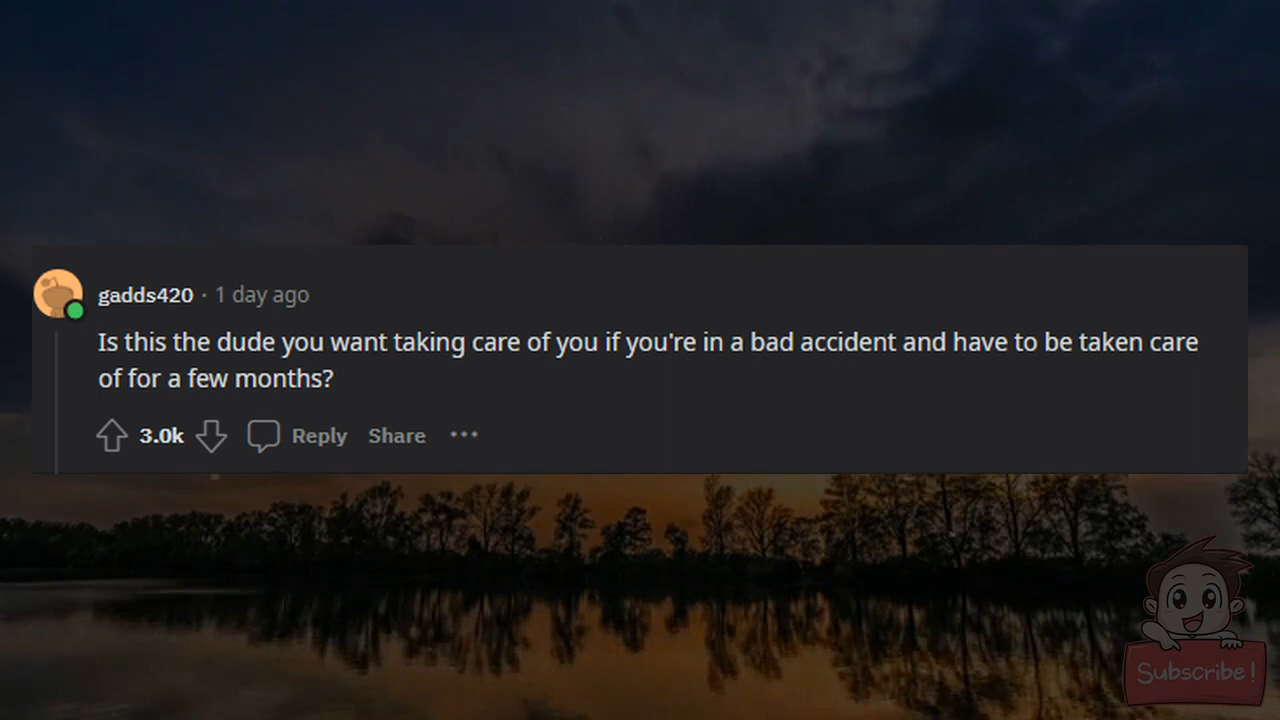 gadds420 · 1 day ago
Is this the dude you want taking care of you if you're in a bad accident and have to be taken care
of for a few months?
3.0k Reply Share ···
Subscribe!